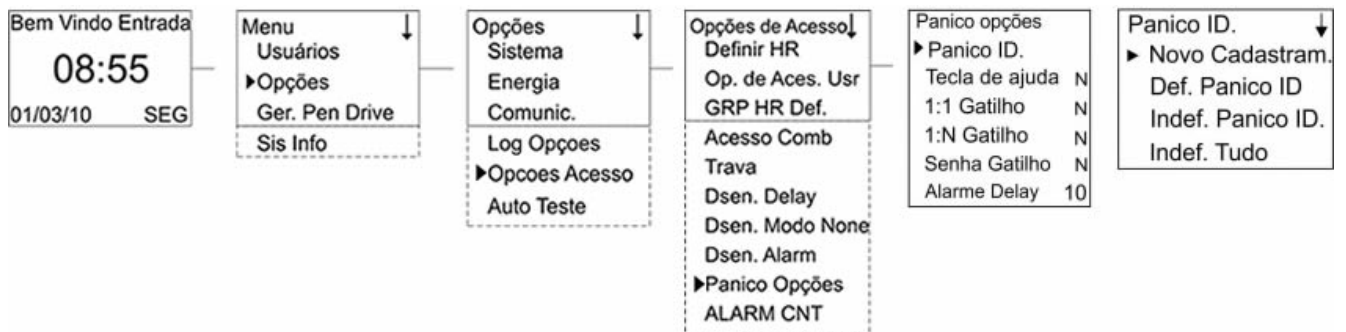 Bem Vindo Entrada
08:55
01/03/10 SEG
Menu
Usuários
Opções
Ger. Pen Drive
Sis Info
Opções
Sistema
Energia
Comunic.
Log Opçoes
Opcoes Acesso
Auto Teste
Opções de Acesso
Definir HR
Op. de Aces. Usr
GRP HR Def.
Acesso Comb
Trava
Dsen. Delay
Dsen. Modo None
Dsen. Alarm
Panico Opções
ALARM CNT
Panico opções
Panico ID.
Tecla de ajuda N
1:1 Gatilho N
1:N Gatilho N
Senha Gatilho N
Alarme Delay 10
Panico ID.
Novo Cadastram.
Def. Panico ID
Indef. Panico ID.
Indef. Tudo